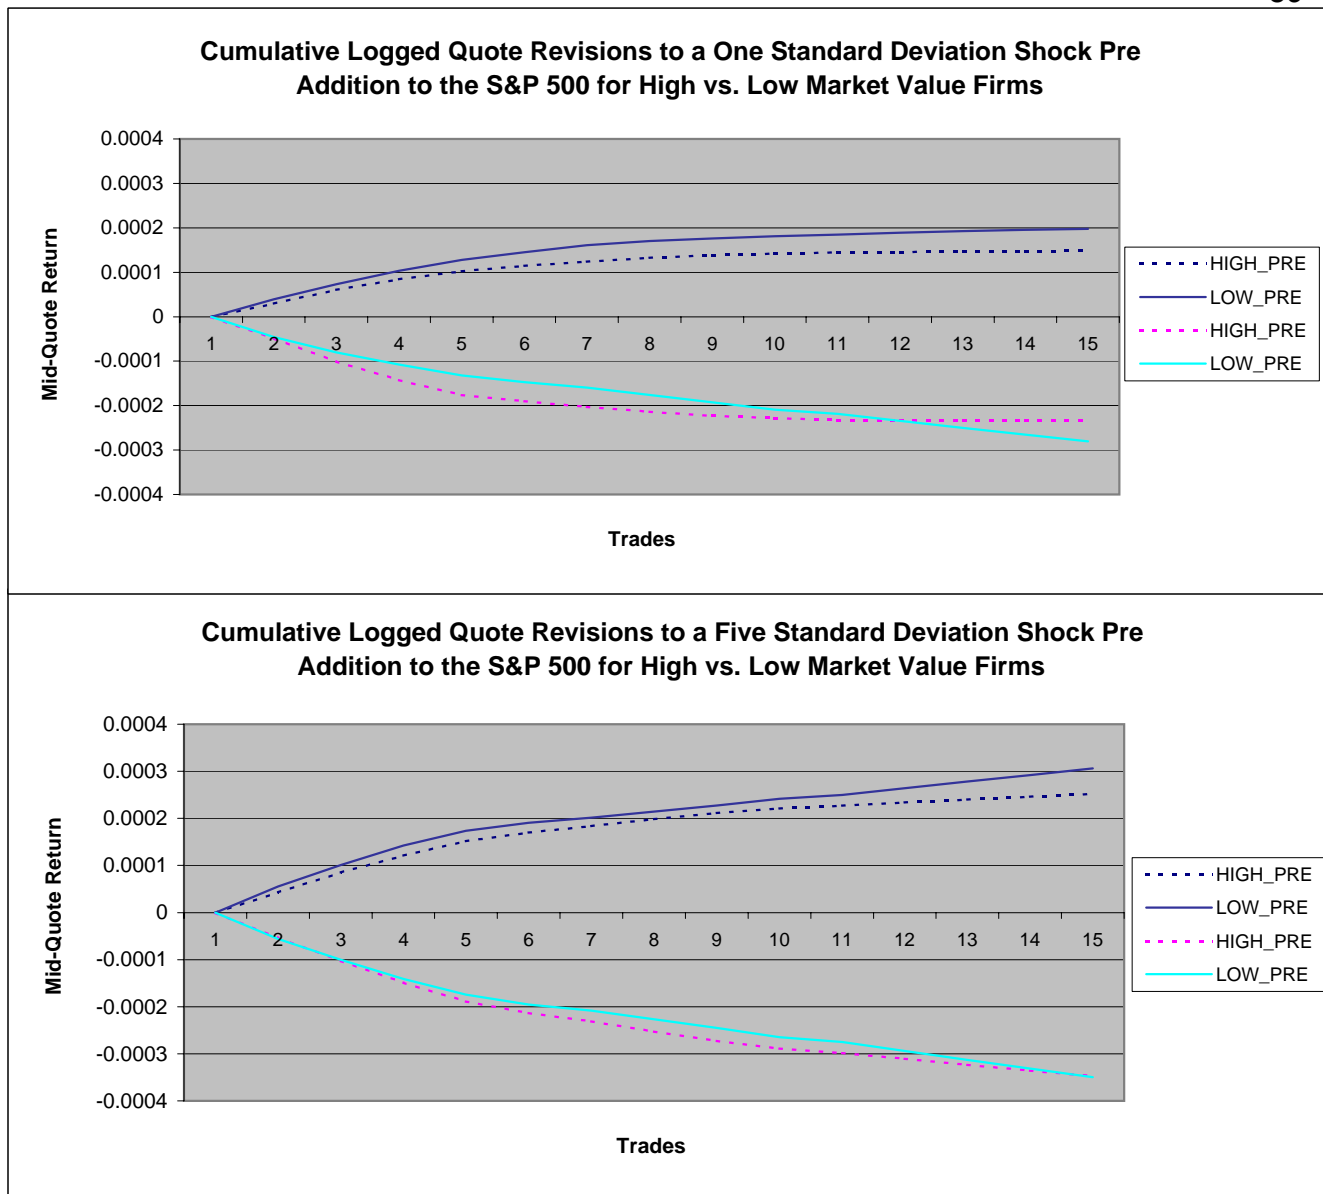 Cumulative Logged Quote Revisions to a One Standard Deviation Shock Pre
Addition to the S&P 500 for High vs. Low Market Value Firms
0.0004
0.0003
0.0002
0.0001
0
-0.0001
-0.0002
-0.0003
-0.0004
Mid-Quote Return
1 2 3 4 5 6 7 8 9 10 11 12 13 14 15
Trades
HIGH_PRE
LOW_PRE
HIGH_PRE
LOW_PRE
Cumulative Logged Quote Revisions to a Five Standard Deviation Shock Pre
Addition to the S&P 500 for High vs. Low Market Value Firms
0.0004
0.0003
0.0002
0.0001
0
-0.0001
-0.0002
-0.0003
-0.0004
Mid-Quote Return
1 2 3 4 5 6 7 8 9 10 11 12 13 14 15
Trades
HIGH_PRE
LOW_PRE
HIGH_PRE
LOW_PRE